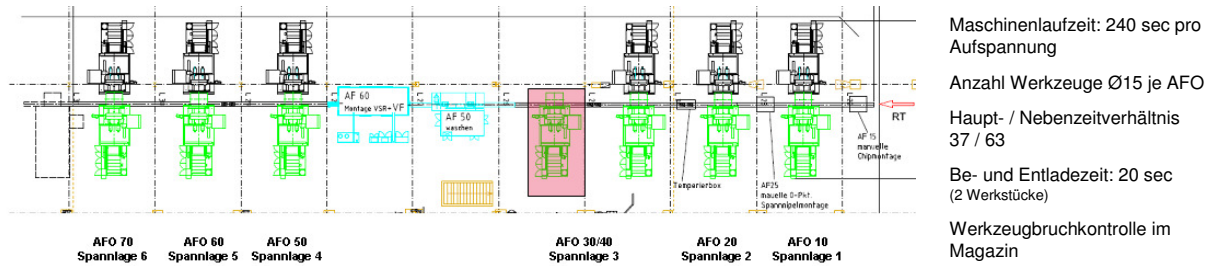 AF 60
Montage VSR+VF
AF 50
waschen
RT
AF 15
manuelle
Chipmontage
Temperierbox
AF25
mauelle 0-Pkt.
Spannnipelmontage
AFO 70
Spannlage 6
AFO 60
Spannlage 5
AFO 50
Spannlage 4
AFO 30/40
Spannlage 3
AFO 20
Spannlage 2
AFO 10
Spannlage 1
Maschinenlaufzeit: 240 sec pro
Aufspannung
Anzahl Werkzeuge Ø15 je AFO
Haupt- / Nebenzeitverhältnis
37 / 63
Be- und Entladezeit: 20 sec
(2 Werkstücke)
Werkzeugbruchkontrolle im
Magazin